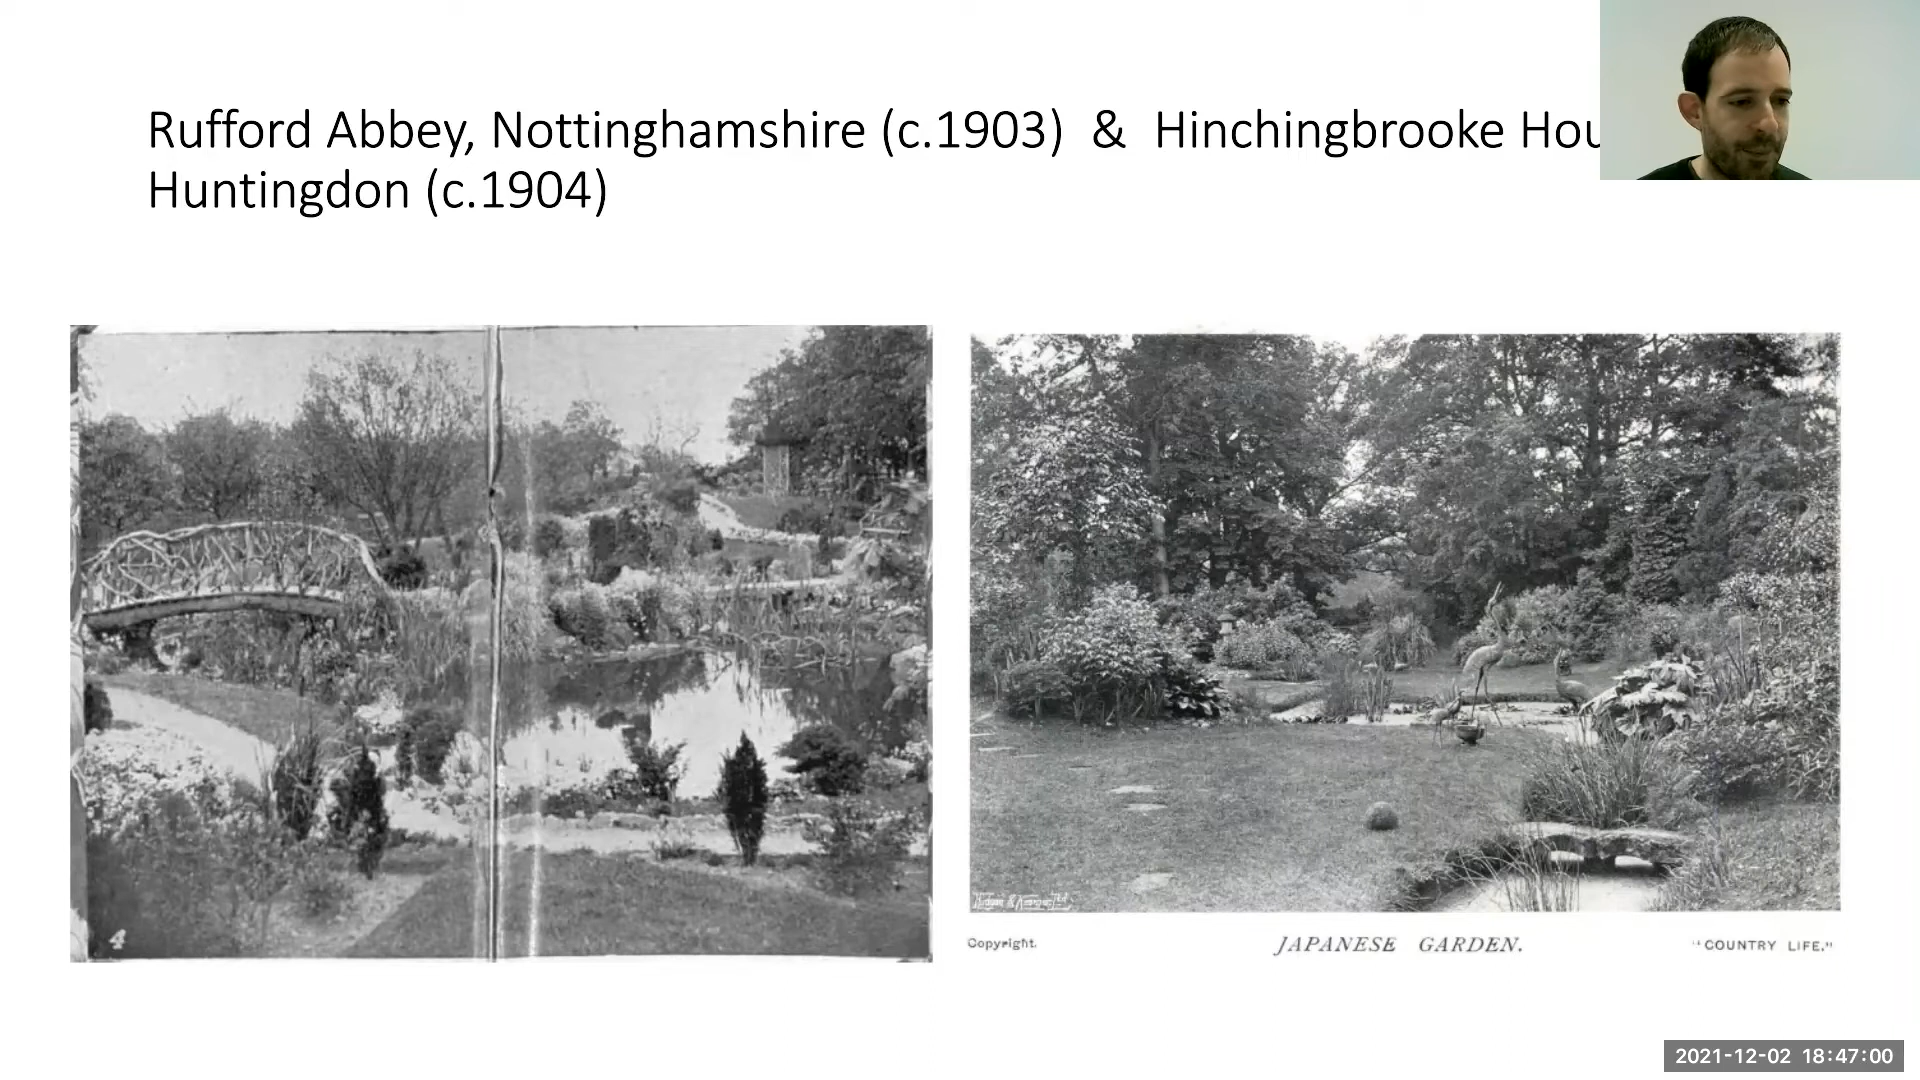 Rufford Abbey, Nottinghamshire (c.1903) & Hinchingbrooke
Huntingdon (c.1904)
4
Copyright.
JAPANESE GARDEN.
"COUNTRY LIFE."
2021-12-02 18:47:00